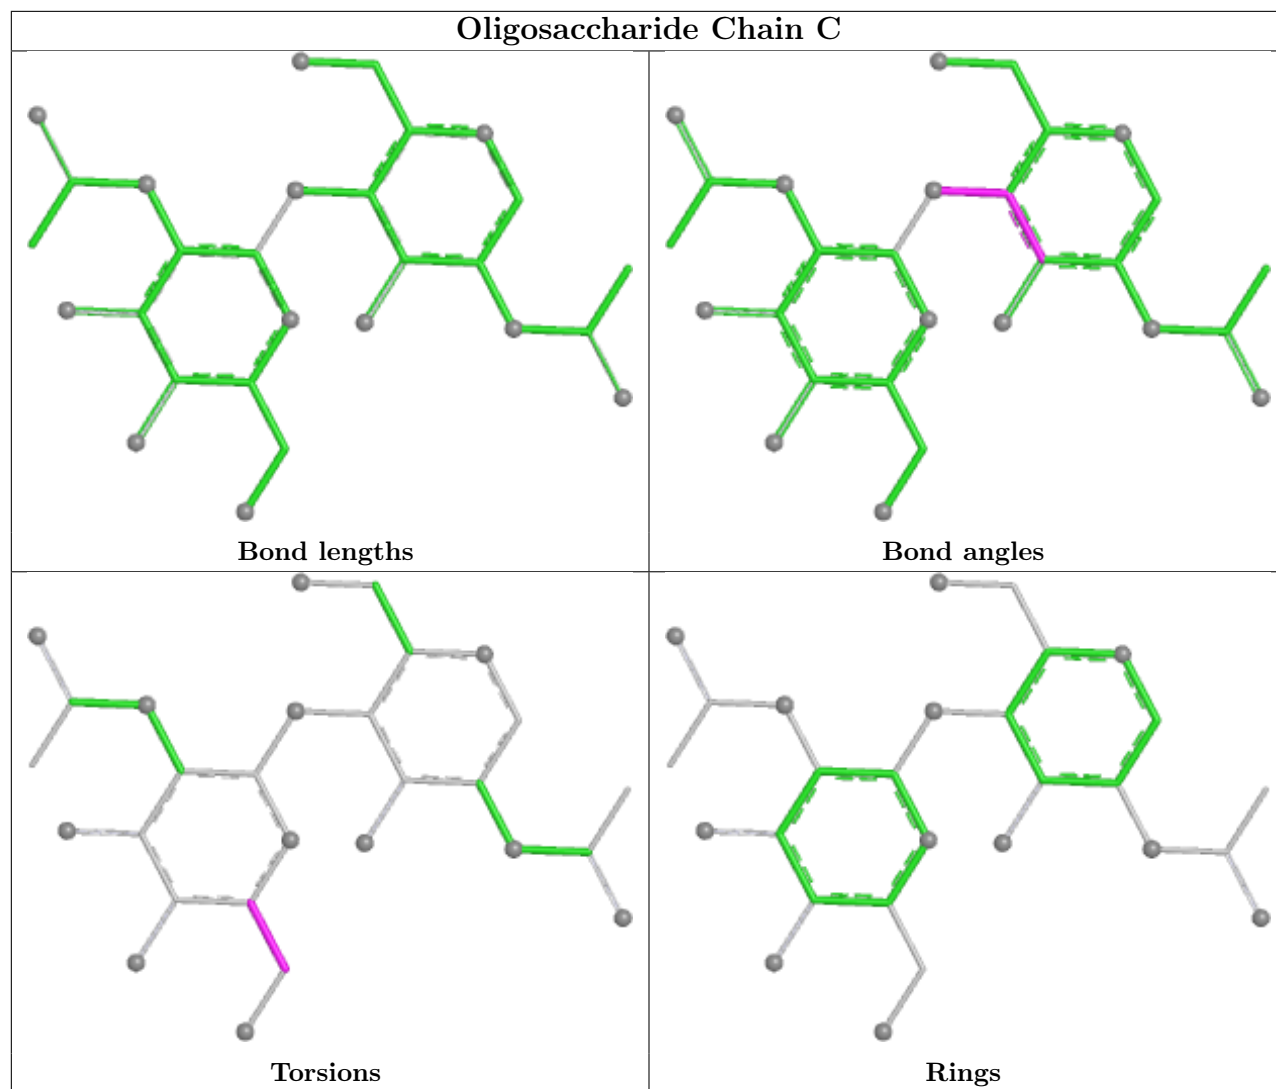 Oligosaccharide Chain C
Bond lengths
Bond angles
Torsions
Rings